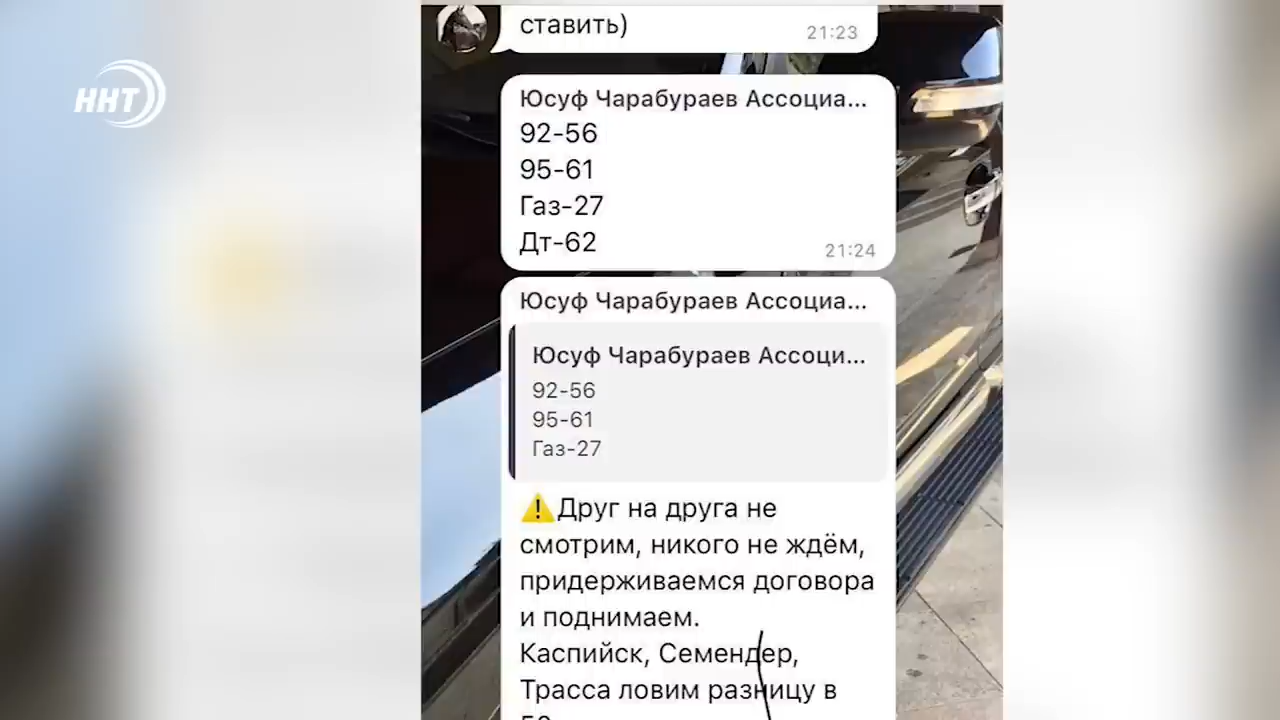 ННТ
ставить)
21:23
Юсуф Чарабураев Ассоциа...
92-56
95-61
Газ-27
Дт-62
21:24
Юсуф Чарабураев Ассоциа...
Юсуф Чарабураев Ассоци...
92-56
95-61
Газ-27
⚠️Друг на друга не
смотрим, никого не ждём,
придерживаемся договора
и поднимаем.
Каспийск, Семендер,
Трасса ловим разницу в